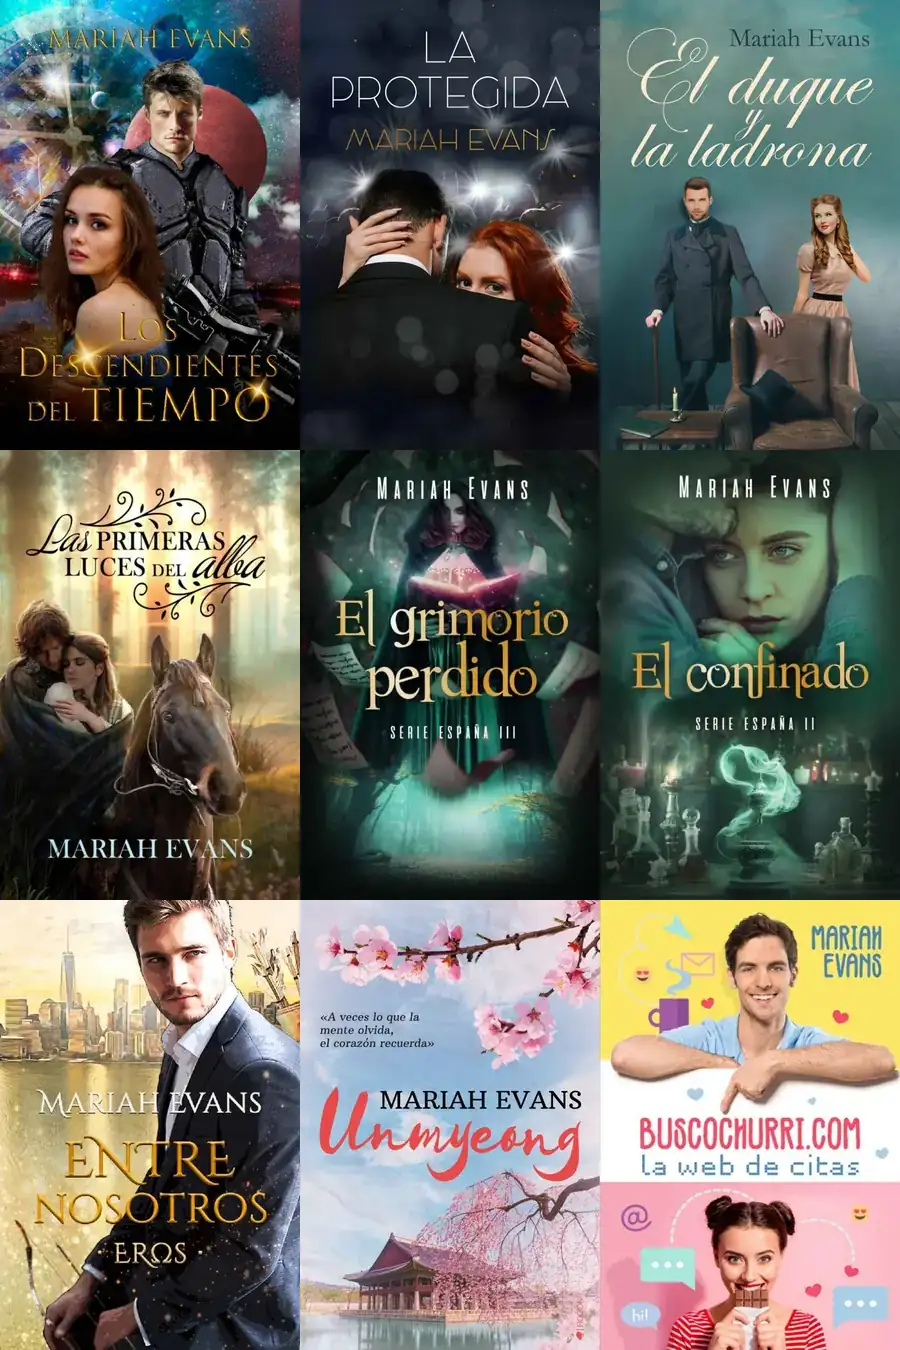 MARIAH EVANS
LOS
DESCENDIENTES
DEL TIEMPO
LA
PROTEGIDA
MARIAH EVANS
Mariah Evans
El duque
y
la ladrona
Las PRIMERAS
LUCES DEL alba
MARIAH EVANS
MARIAH EVANS
El grimorio
perdido
SERIE ESPAÑA III
MARIAH EVANS
El confinado
SERIE ESPAÑA II
MARIAH EVANS
ENTRE
NOSOTROS
· EROS ·
«A veces lo que la
mente olvida,
el corazón recuerda»
MARIAH EVANS
Unmyeong
MARIAH
EVANS
BUSCOCHURRI.COM
la web de citas
@
hi!